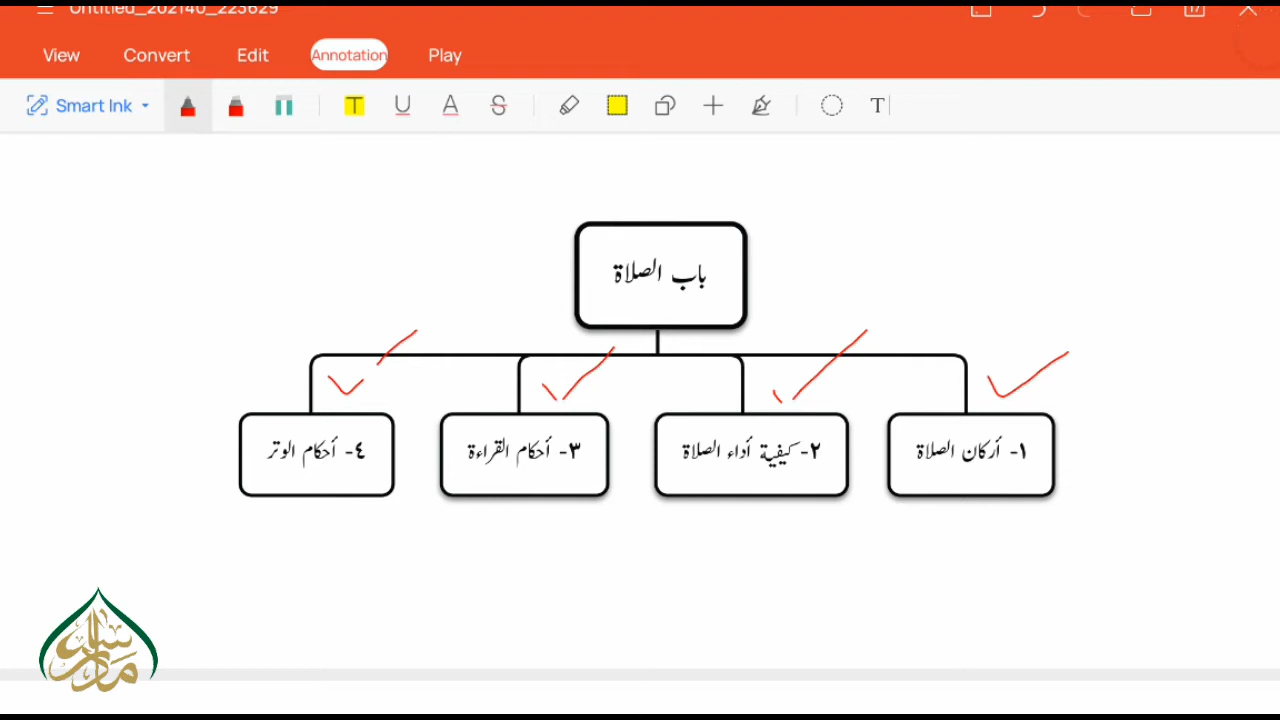 Untitled_202140_223629
View Convert Edit Annotation Play
Smart Ink
باب الصلاة
١- أركان الصلاة
٢- كيفية أداء الصلاة
٣- أحكام القراءة
٤- أحكام الوتر